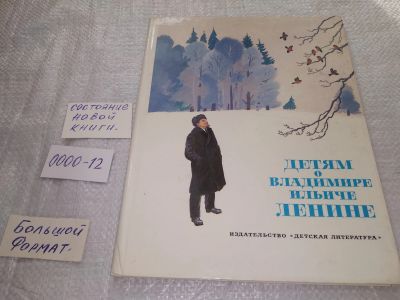 СОСТОЯНИЕ
НОВОЙ
КНИГИ.
0000-12
БОЛЬШОЙ
ФОРМАТ.
ДЕТЯМ
О
ВЛАДИМИРЕ
ИЛЬИЧЕ
ЛЕНИНЕ
ИЗДАТЕЛЬСТВО «ДЕТСКАЯ ЛИТЕРАТУРА»